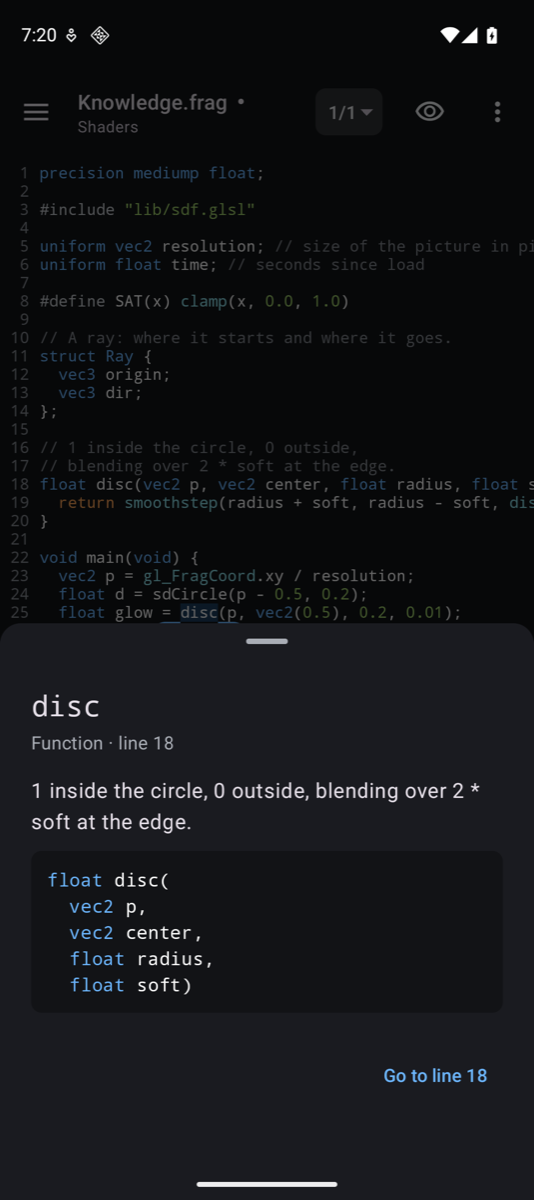 7:20
Knowledge.frag •
Shaders
1/1
1 precision mediump float;
2
3 #include "lib/sdf.glsl"
4
5 uniform vec2 resolution; // size of the picture in pi
6 uniform float time; // seconds since load
7
8 #define SAT(x) clamp(x, 0.0, 1.0)
9
10 // A ray: where it starts and where it goes.
11 struct Ray {
12   vec3 origin;
13   vec3 dir;
14 };
15
16 // 1 inside the circle, 0 outside,
17 // blending over 2 * soft at the edge.
18 float disc(vec2 p, vec2 center, float radius, float s
19   return smoothstep(radius + soft, radius - soft, dis
20 }
21
22 void main(void) {
23   vec2 p = gl_FragCoord.xy / resolution;
24   float d = sdCircle(p - 0.5, 0.2);
25   float glow = disc(p, vec2(0.5), 0.2, 0.01);
disc
Function · line 18
1 inside the circle, 0 outside, blending over 2 *
soft at the edge.
float disc(
  vec2 p,
  vec2 center,
  float radius,
  float soft)
Go to line 18